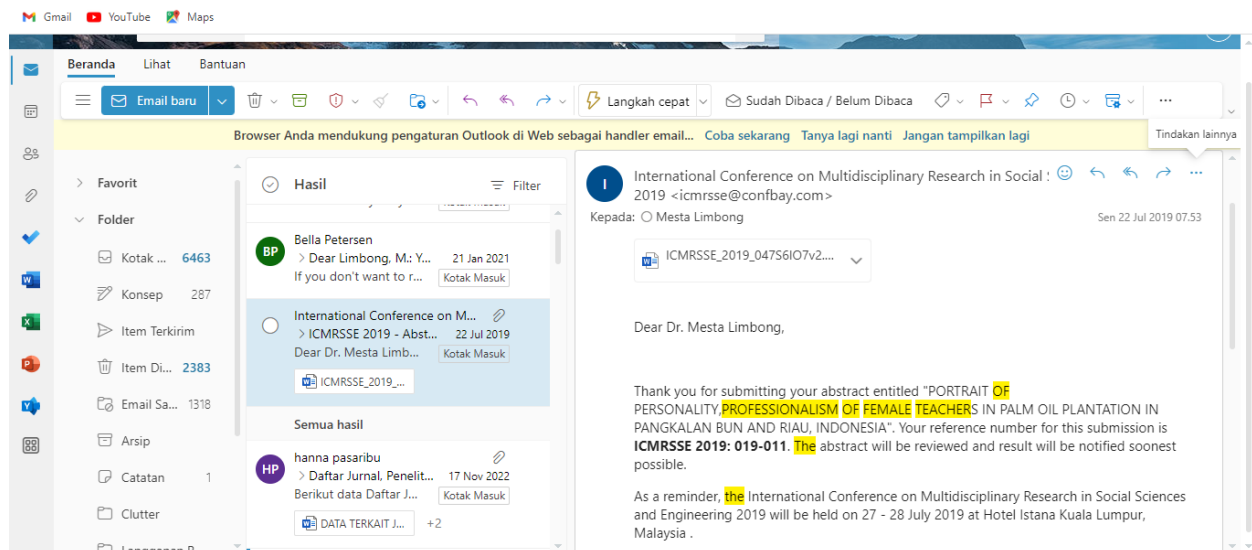 Gmail YouTube Maps
Beranda Lihat Bantuan
Email baru Langkah cepat Sudah Dibaca / Belum Dibaca
Tindakan lainnya
Browser Anda mendukung pengaturan Outlook di Web sebagai handler email... Coba sekarang Tanya lagi nanti Jangan tampilkan lagi
Favorit
Folder
Kotak ... 6463
Konsep 287
Item Terkirim
Item Di... 2383
Email Sa... 1318
Arsip
Catatan 1
Clutter
Hasil Filter
BP
Bella Petersen
> Dear Limbong, M.: Y... 21 Jan 2021
If you don't want to r... Kotak Masuk
International Conference on M...
> ICMRSSE 2019 - Abst... 22 Jul 2019
Dear Dr. Mesta Limb... Kotak Masuk
ICMRSSE_2019_...
Semua hasil
HP
hanna pasaribu
> Daftar Jurnal, Penelit... 17 Nov 2022
Berikut data Daftar J... Kotak Masuk
DATA TERKAIT J... +2
I
International Conference on Multidisciplinary Research in Social
2019 <icmrsse@confbay.com>
Kepada: Mesta Limbong Sen 22 Jul 2019 07.53
ICMRSSE_2019_047S6IO7v2....
Dear Dr. Mesta Limbong,
Thank you for submitting your abstract entitled "PORTRAIT OF
PERSONALITY,PROFESSIONALISM OF FEMALE TEACHERS IN PALM OIL PLANTATION IN
PANGKALAN BUN AND RIAU, INDONESIA". Your reference number for this submission is
ICMRSSE 2019: 019-011. The abstract will be reviewed and result will be notified soonest
possible.
As a reminder, the International Conference on Multidisciplinary Research in Social Sciences
and Engineering 2019 will be held on 27 - 28 July 2019 at Hotel Istana Kuala Lumpur,
Malaysia .